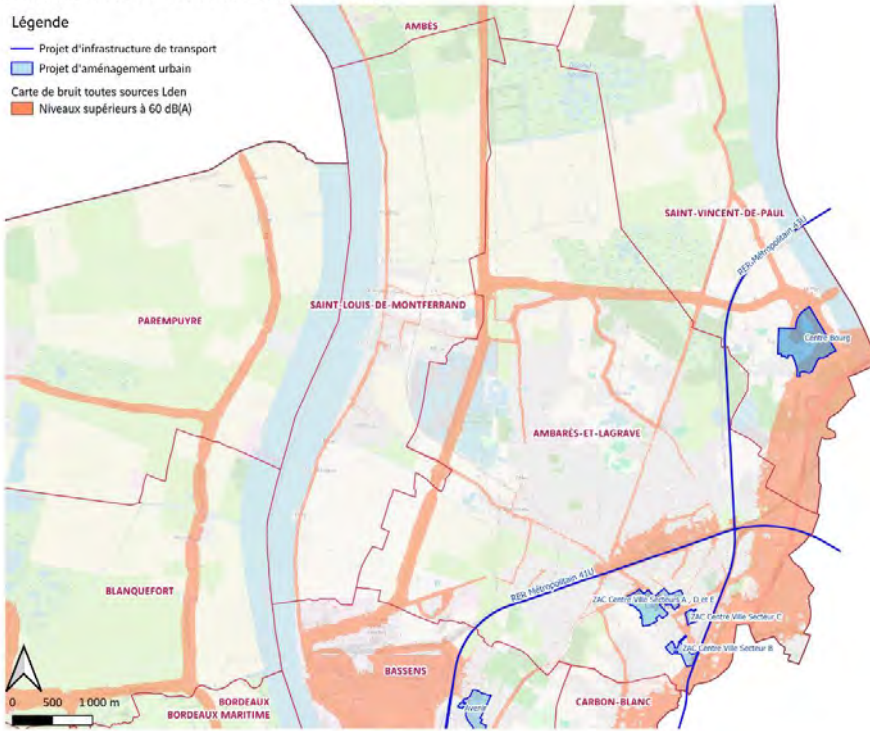 Légende
Projet d'infrastructure de transport
Projet d'aménagement urbain
Carte de bruit toutes sources Lden
Niveaux supérieurs à 60 dB(A)
AMBÈS
SAINT-VINCENT-DE-PAUL
RER Métropolitain 43U
PAREMPUYRE
SAINT-LOUIS-DE-MONTFERRAND
Centre Bourg
AMBARÈS-ET-LAGRAVE
RER Métropolitain 41U
BLANQUEFORT
ZAC Centre Ville Secteurs A, D et E
ZAC Centre Ville Secteur C
ZAC Centre Ville Secteur B
BASSENS
CARBON-BLANC
BORDEAUX
BORDEAUX MARITIME
Avenir
0 500 1 000 m